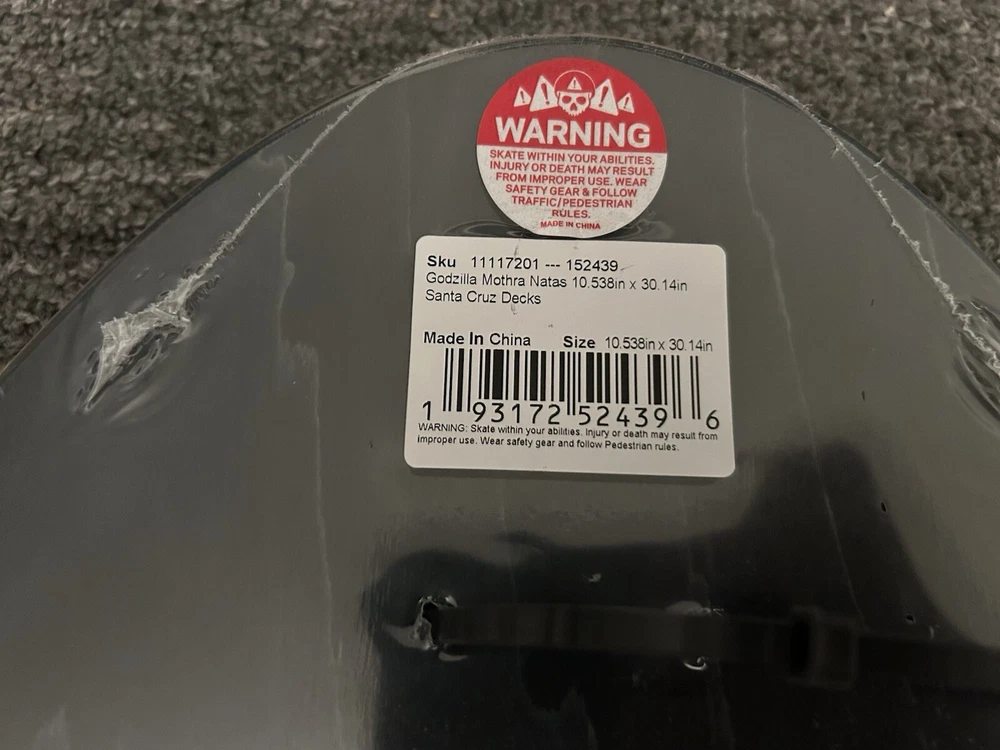 WARNING
SKATE WITHIN YOUR ABILITIES.
INJURY OR DEATH MAY RESULT
FROM IMPROPER USE. WEAR
SAFETY GEAR & FOLLOW
TRAFFIC/PEDESTRIAN
RULES.
MADE IN CHINA
Sku 11117201 --- 152439
Godzilla Mothra Natas 10.538in x 30.14in
Santa Cruz Decks
Made In China Size 10.538in x 30.14in
1 93172 52439 6
WARNING: Skate within your abilities. Injury or death may result from
improper use. Wear safety gear and follow Pedestrian rules.